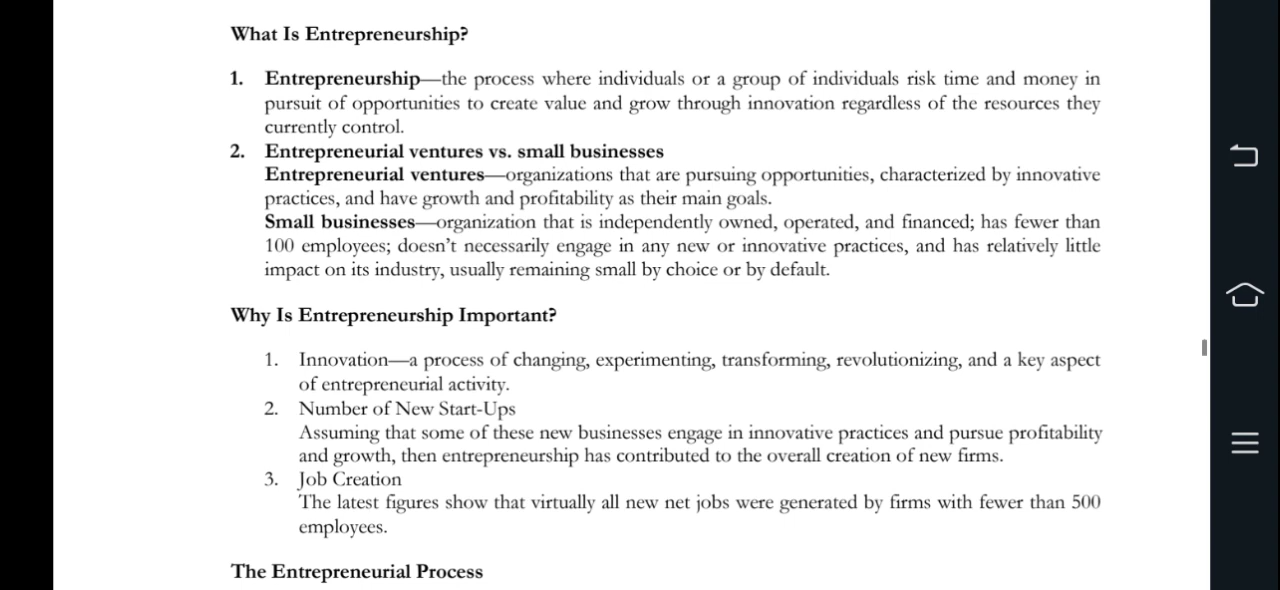 What Is Entrepreneurship?
1. Entrepreneurship—the process where individuals or a group of individuals risk time and money in
pursuit of opportunities to create value and grow through innovation regardless of the resources they
currently control.
2. Entrepreneurial ventures vs. small businesses
Entrepreneurial ventures—organizations that are pursuing opportunities, characterized by innovative
practices, and have growth and profitability as their main goals.
Small businesses—organization that is independently owned, operated, and financed; has fewer than
100 employees; doesn't necessarily engage in any new or innovative practices, and has relatively little
impact on its industry, usually remaining small by choice or by default.
Why Is Entrepreneurship Important?
1. Innovation—a process of changing, experimenting, transforming, revolutionizing, and a key aspect
of entrepreneurial activity.
2. Number of New Start-Ups
Assuming that some of these new businesses engage in innovative practices and pursue profitability
and growth, then entrepreneurship has contributed to the overall creation of new firms.
3. Job Creation
The latest figures show that virtually all new net jobs were generated by firms with fewer than 500
employees.
The Entrepreneurial Process